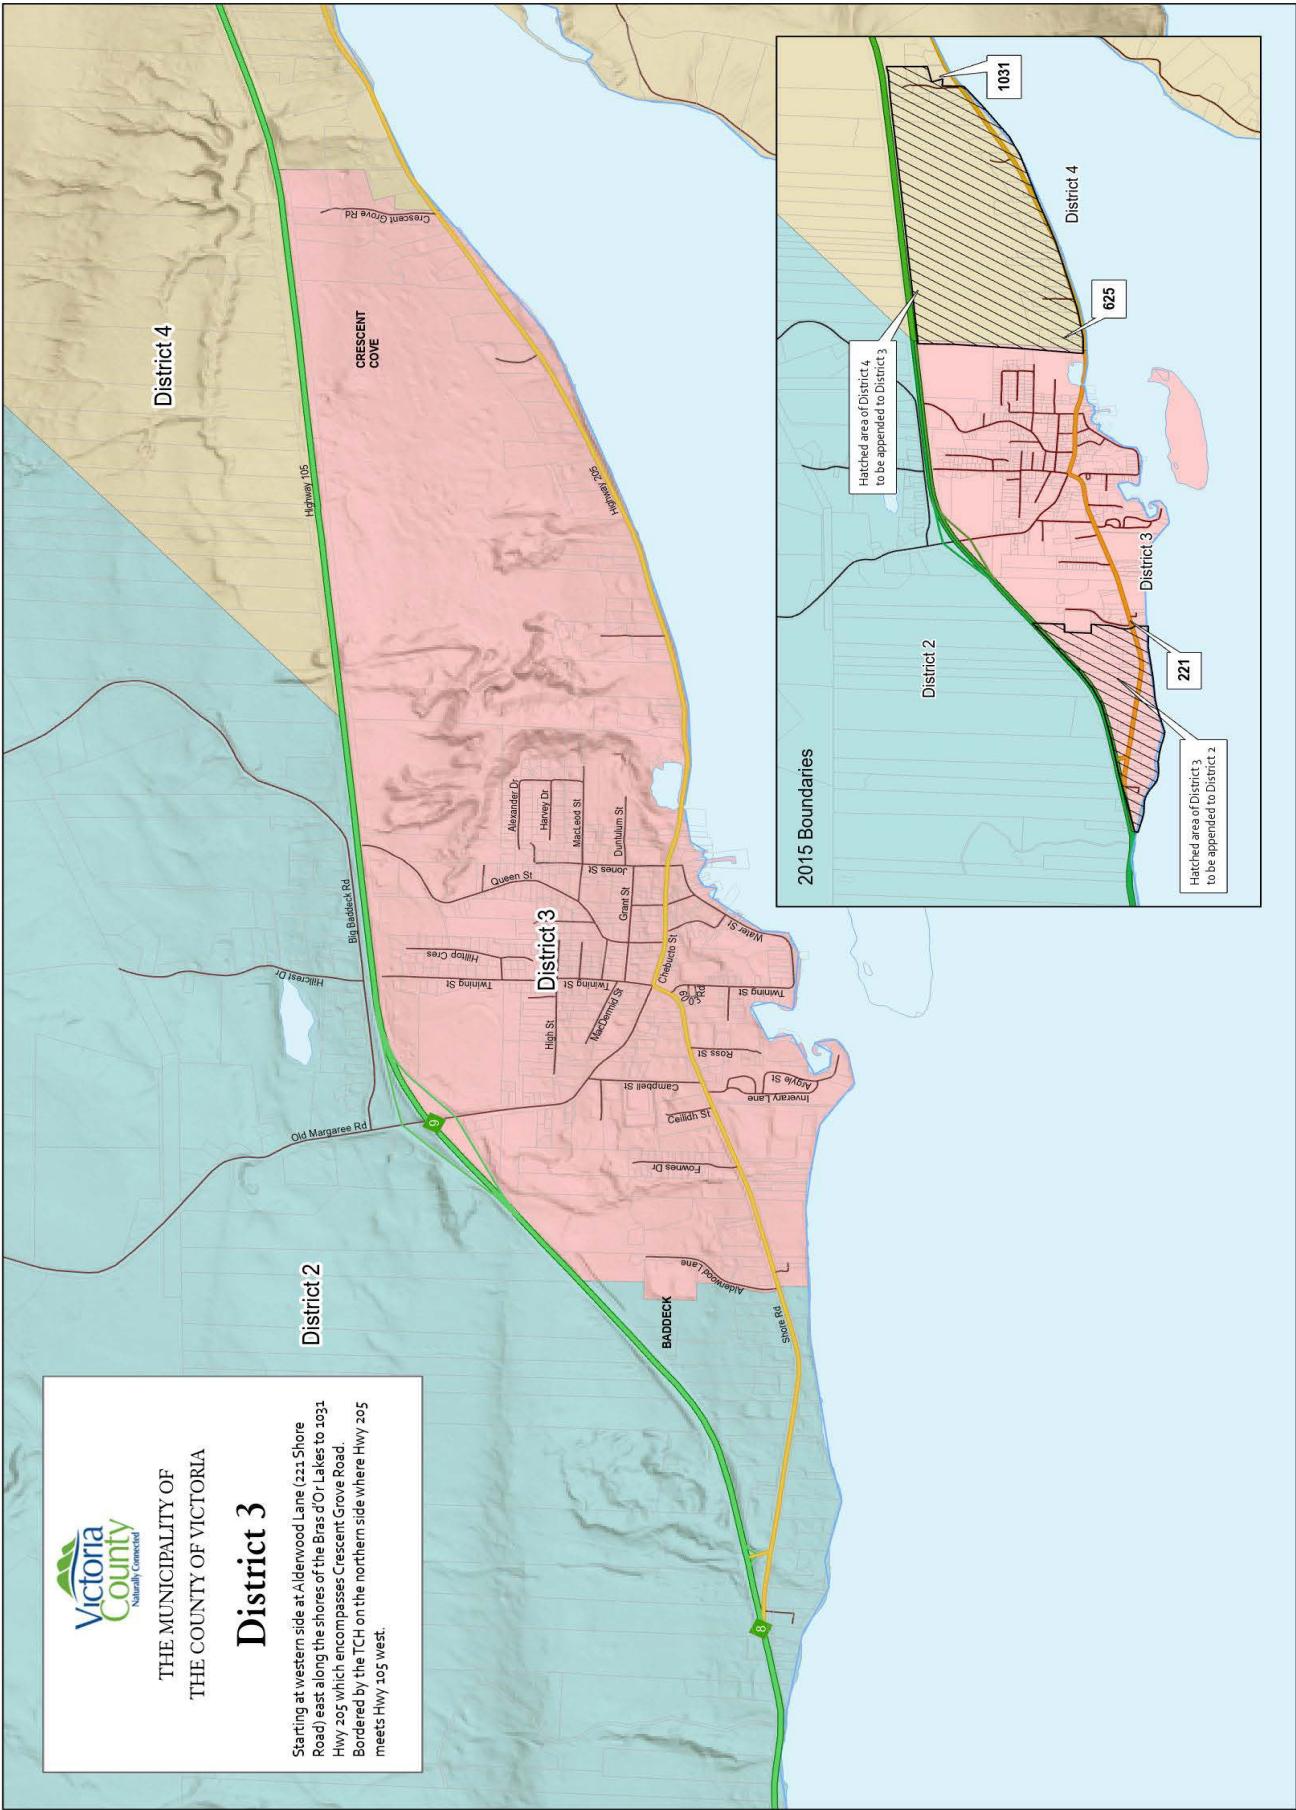 Victoria
County
Naturally Connected
THE MUNICIPALITY OF
THE COUNTY OF VICTORIA
District 3
Starting at western side at Alderwood Lane (221 Shore
Road) east along the shores of the Bras d'Or Lakes to 1031
Hwy 205 which encompasses Crescent Grove Road.
Bordered by the TCH on the northern side where Hwy 205
meets Hwy 105 west.
District 2
District 4
District 3
CRESCENT
COVE
BADDECK
Highway 105
Highway 205
Crescent Grove Rd
Big Baddeck Rd
Hillcrest Dr
Old Margaree Rd
9
8
Shore Rd
Alderwood Lane
Fownes Dr
Ceilidh St
Campbell St
Inverary Lane
Argyle St
Ross St
Twining St
Twining St
Twining St
Hilltop Cres
High St
MacDermid St
Chebucto St
Water St
Grant St
Jones St
Queen St
Duntulum St
MacLeod St
Harvey Dr
Alexander Dr
2015 Boundaries
District 2
District 3
District 4
Hatched area of District 4
to be appended to District 3
Hatched area of District 3
to be appended to District 2
221
625
1031